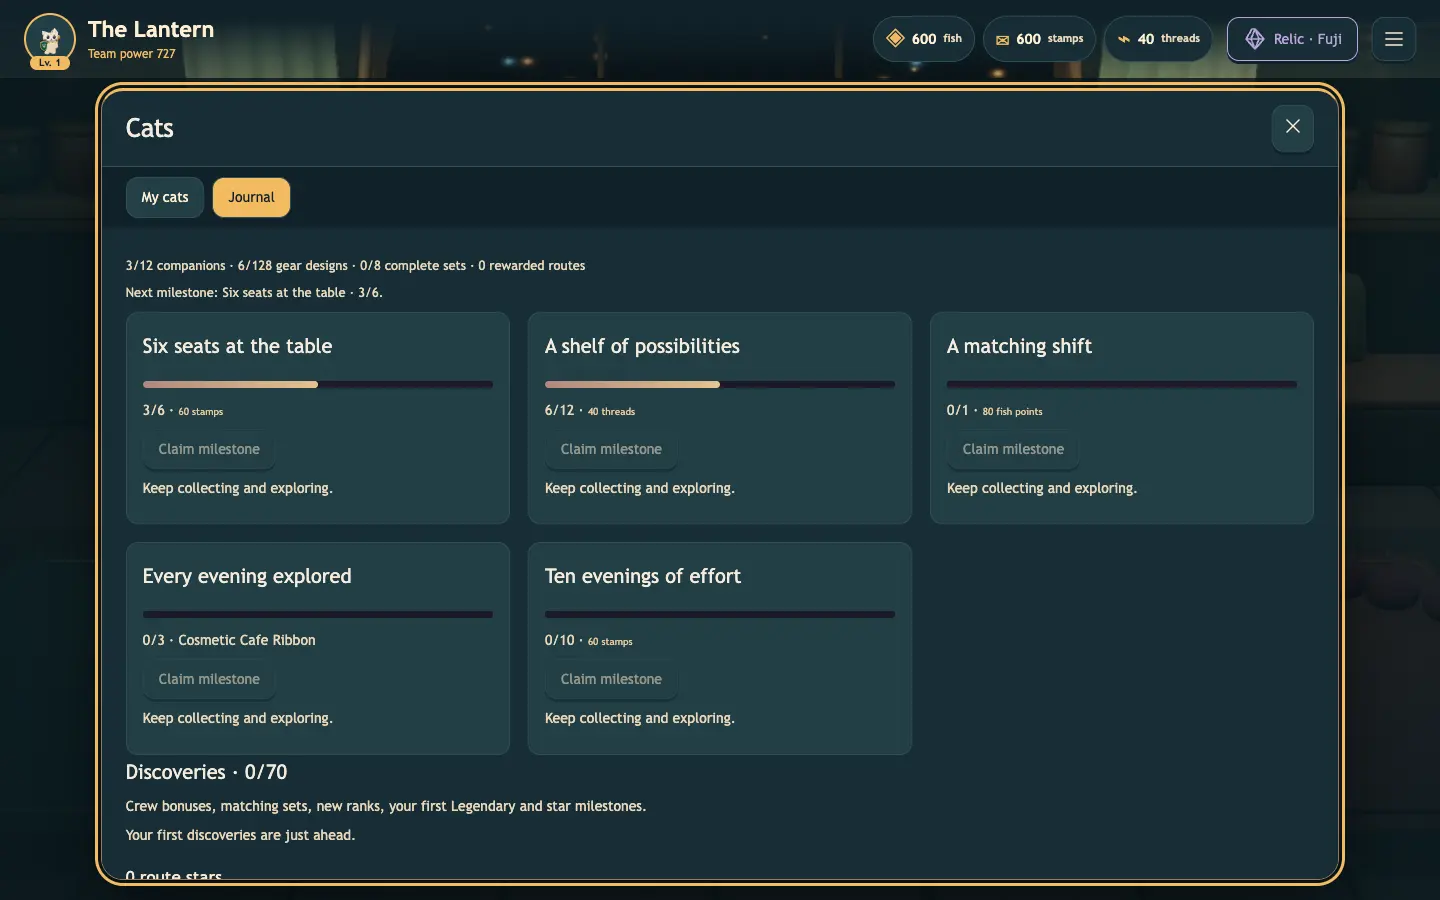 The Lantern
Team power 727
Lv. 1
600 fish
600 stamps
40 threads
Relic · Fuji
Cats
My cats
Journal
3/12 companions · 6/128 gear designs · 0/8 complete sets · 0 rewarded routes
Next milestone: Six seats at the table · 3/6.
Six seats at the table
3/6 · 60 stamps
Claim milestone
Keep collecting and exploring.
A shelf of possibilities
6/12 · 40 threads
Claim milestone
Keep collecting and exploring.
A matching shift
0/1 · 80 fish points
Claim milestone
Keep collecting and exploring.
Every evening explored
0/3 · Cosmetic Cafe Ribbon
Claim milestone
Keep collecting and exploring.
Ten evenings of effort
0/10 · 60 stamps
Claim milestone
Keep collecting and exploring.
Discoveries · 0/70
Crew bonuses, matching sets, new ranks, your first Legendary and star milestones.
Your first discoveries are just ahead.
0 route stars